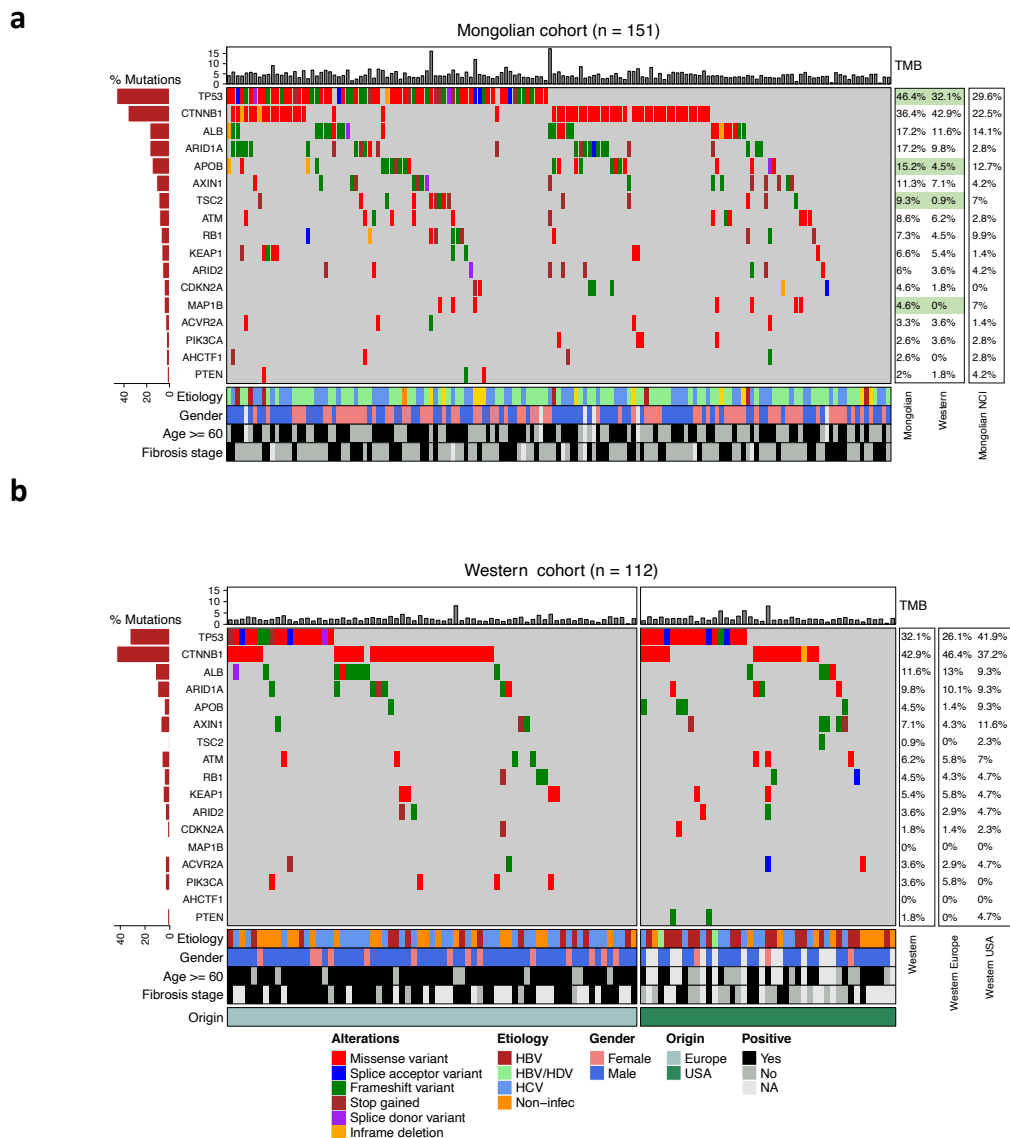 a
Mongolian cohort (n = 151)
15
10
5
0
TMB
% Mutations
TP53 46.4% 32.1% 29.6%
CTNNB1 36.4% 42.9% 22.5%
ALB 17.2% 11.6% 14.1%
ARID1A 17.2% 9.8% 2.8%
APOB 15.2% 4.5% 12.7%
AXIN1 11.3% 7.1% 4.2%
TSC2 9.3% 0.9% 7%
ATM 8.6% 6.2% 2.8%
RB1 7.3% 4.5% 9.9%
KEAP1 6.6% 5.4% 1.4%
ARID2 6% 3.6% 4.2%
CDKN2A 4.6% 1.8% 0%
MAP1B 4.6% 0% 7%
ACVR2A 3.3% 3.6% 1.4%
PIK3CA 2.6% 3.6% 2.8%
AHCTF1 2.6% 0% 2.8%
PTEN 2% 1.8% 4.2%
40 20 0
Etiology
Gender
Age >= 60
Fibrosis stage
Mongolian
Western
Mongolian NCI
b
Western cohort (n = 112)
15
10
5
0
TMB
% Mutations
TP53 32.1% 26.1% 41.9%
CTNNB1 42.9% 46.4% 37.2%
ALB 11.6% 13% 9.3%
ARID1A 9.8% 10.1% 9.3%
APOB 4.5% 1.4% 9.3%
AXIN1 7.1% 4.3% 11.6%
TSC2 0.9% 0% 2.3%
ATM 6.2% 5.8% 7%
RB1 4.5% 4.3% 4.7%
KEAP1 5.4% 5.8% 4.7%
ARID2 3.6% 2.9% 4.7%
CDKN2A 1.8% 1.4% 2.3%
MAP1B 0% 0% 0%
ACVR2A 3.6% 2.9% 4.7%
PIK3CA 3.6% 5.8% 0%
AHCTF1 0% 0% 0%
PTEN 1.8% 0% 4.7%
40 20 0
Etiology
Gender
Age >= 60
Fibrosis stage
Origin
Western
Western Europe
Western USA
Alterations
Missense variant
Splice acceptor variant
Frameshift variant
Stop gained
Splice donor variant
Inframe deletion
Etiology
HBV
HBV/HDV
HCV
Non−infec
Gender
Female
Male
Origin
Europe
USA
Positive
Yes
No
NA